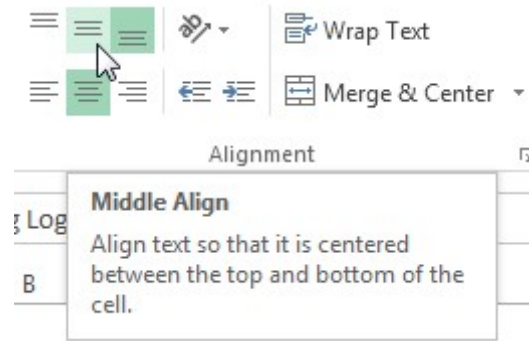 Wrap Text
Merge & Center
Alignment
Middle Align
Align text so that it is centered
between the top and bottom of the
cell.
Log
B